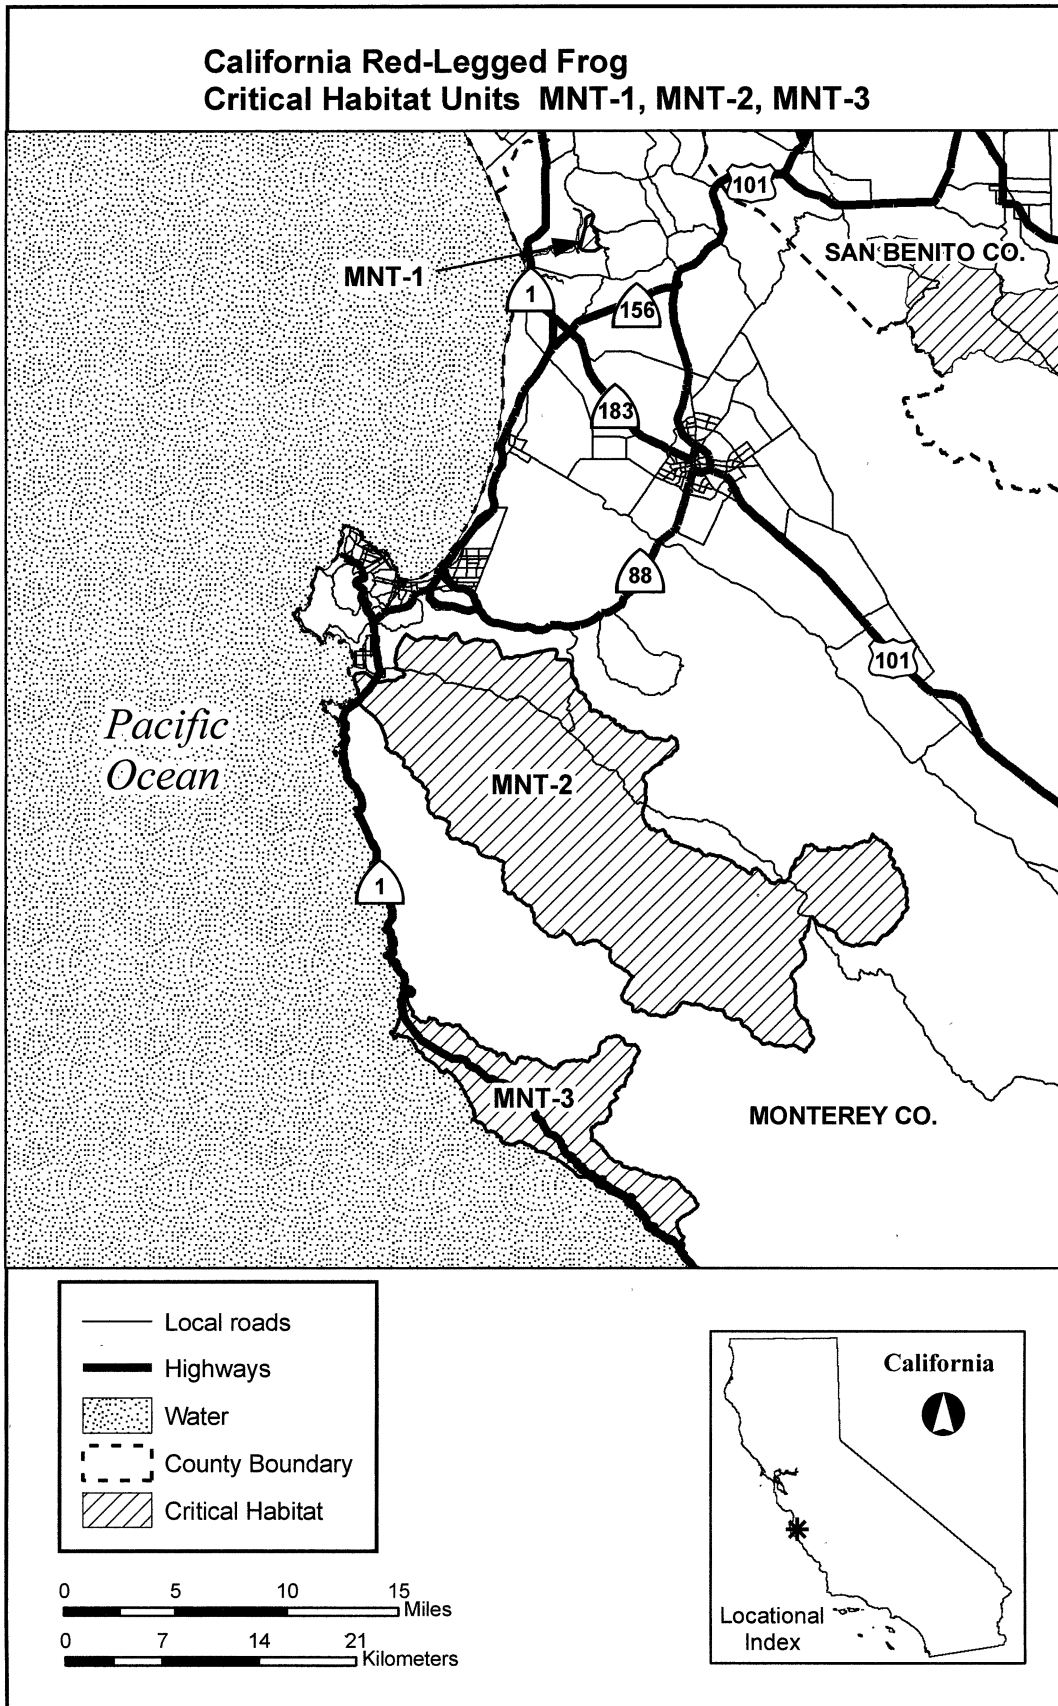 California Red-Legged Frog
Critical Habitat Units MNT-1, MNT-2, MNT-3
101
SAN BENITO CO.
MNT-1
1
156
183
88
101
Pacific
Ocean
MNT-2
1
MNT-3
MONTEREY CO.
Local roads
Highways
Water
County Boundary
Critical Habitat
0 5 10 15
Miles
0 7 14 21
Kilometers
California
Locational
Index